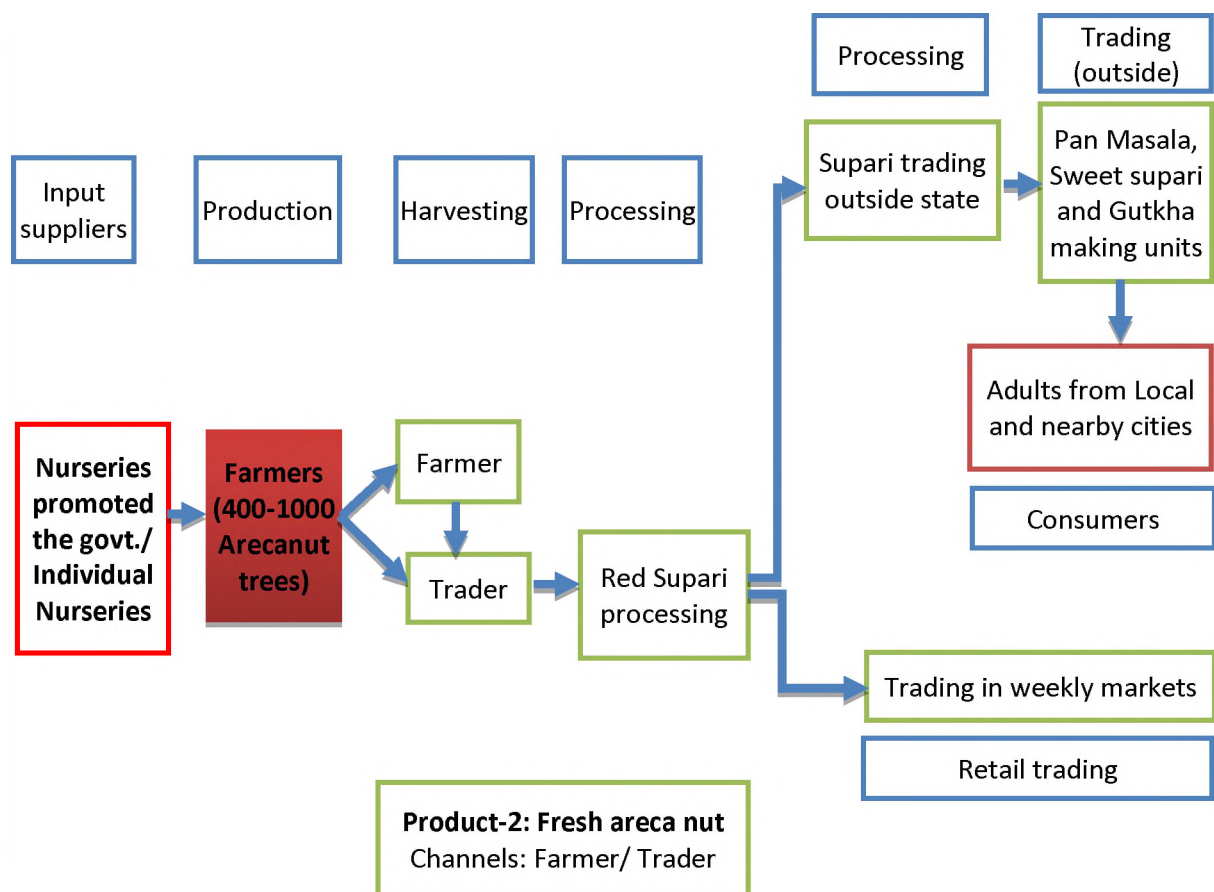 Processing
Trading
(outside)
Input
suppliers
Production
Harvesting
Processing
Supari trading
outside state
Pan Masala,
Sweet supari
and Gutkha
making units
Adults from Local
and nearby cities
Consumers
Nurseries
promoted
the govt./
Individual
Nurseries
Farmers
(400-1000
Arecanut
trees)
Farmer
Trader
Red Supari
processing
Trading in weekly markets
Retail trading
Product-2: Fresh areca nut
Channels: Farmer/ Trader